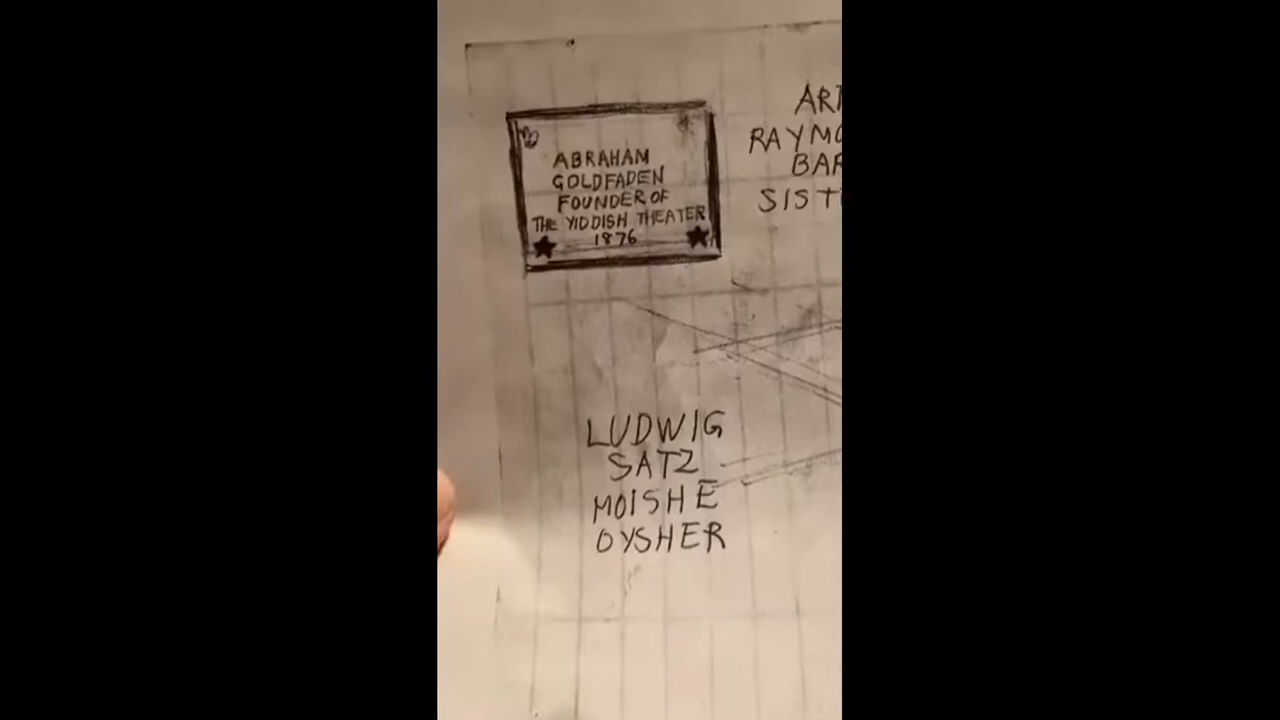 ABRAHAM
GOLDFADEN
FOUNDER OF
THE YIDDISH THEATER
1876
LUDWIG
SATZ
MOISHE
OYSHER